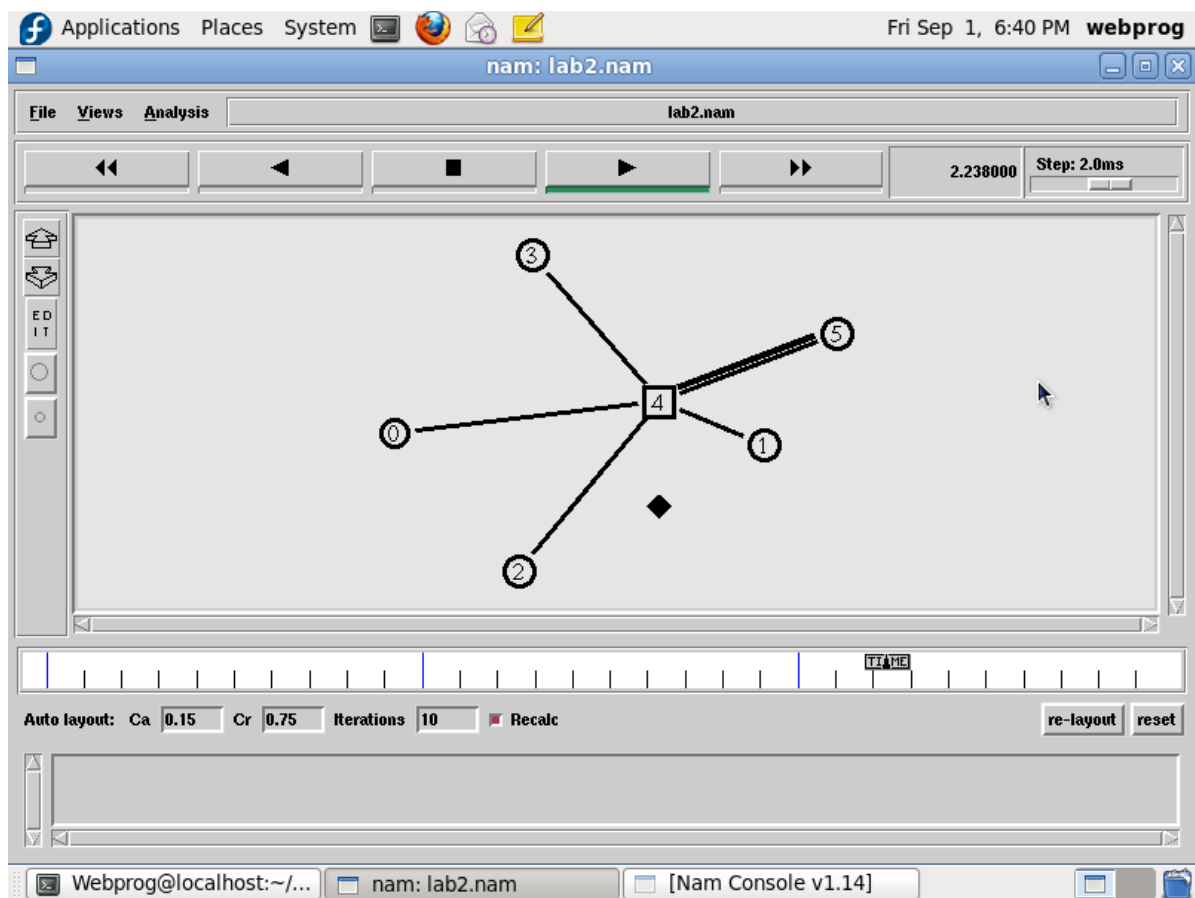 Applications Places System Fri Sep 1, 6:40 PM webprog
nam: lab2.nam
File Views Analysis lab2.nam
2.238000 Step: 2.0ms
E D
I T
3
5
4
0
1
2
TIME
Auto layout: Ca 0.15 Cr 0.75 Iterations 10 Recalc re-layout reset
Webprog@localhost:~/... nam: lab2.nam [Nam Console v1.14]